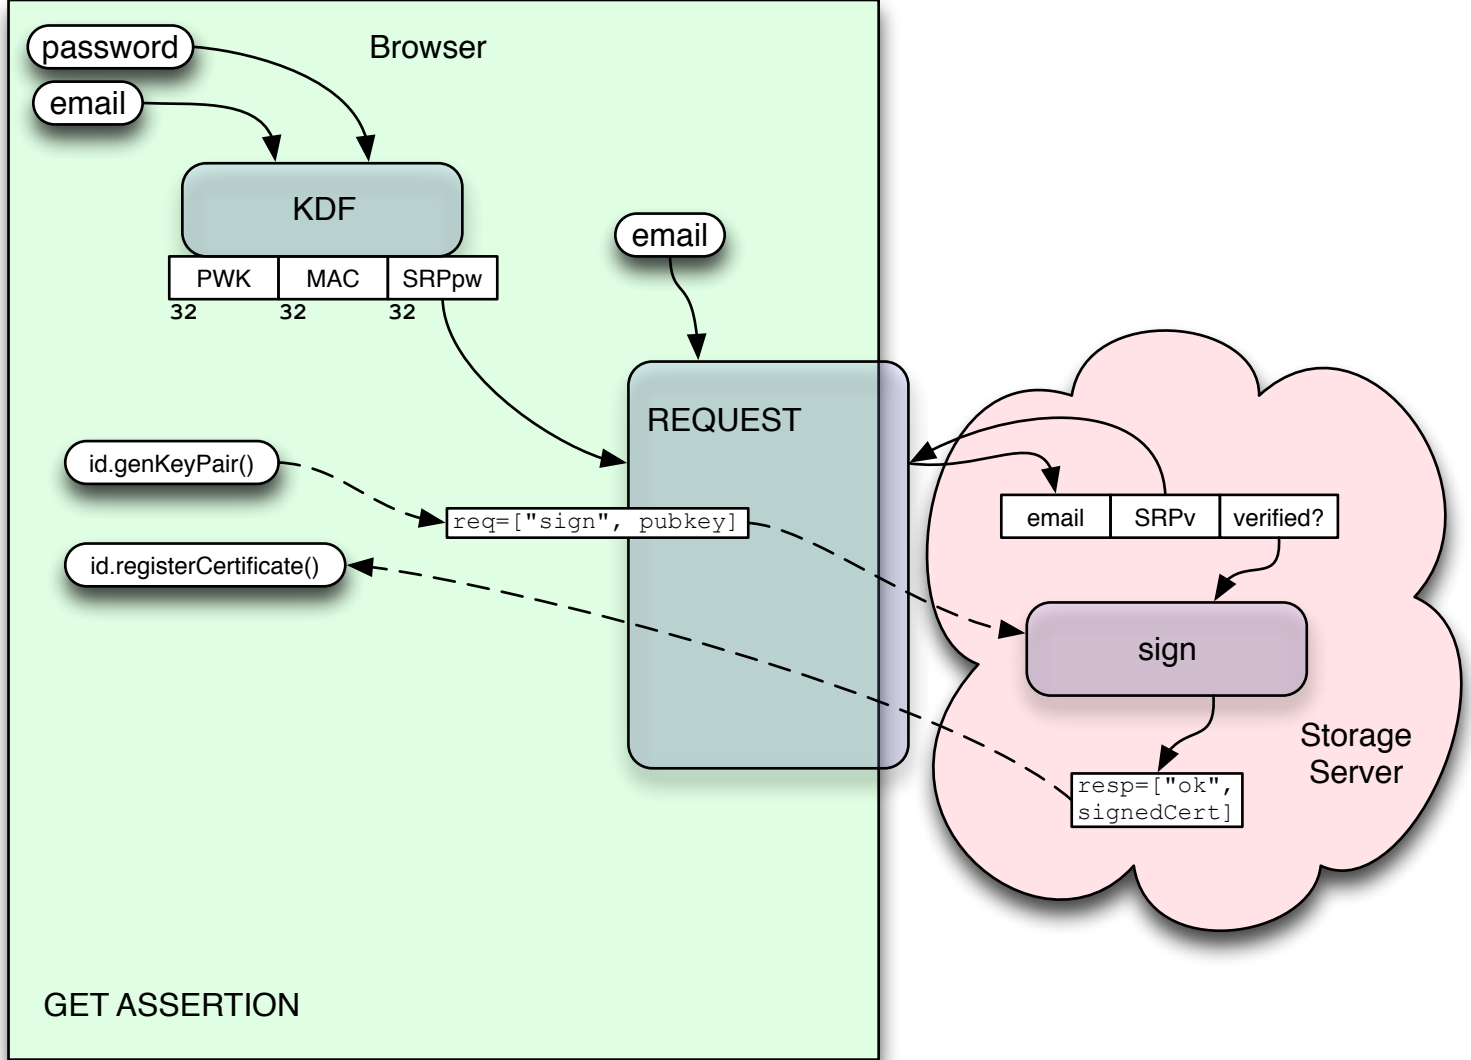 password
Browser
email
KDF
PWK MAC SRPpw
32 32 32
email
REQUEST
id.genKeyPair()
req=["sign", pubkey]
email SRPv verified?
id.registerCertificate()
sign
Storage
Server
resp=["ok",
signedCert]
GET ASSERTION